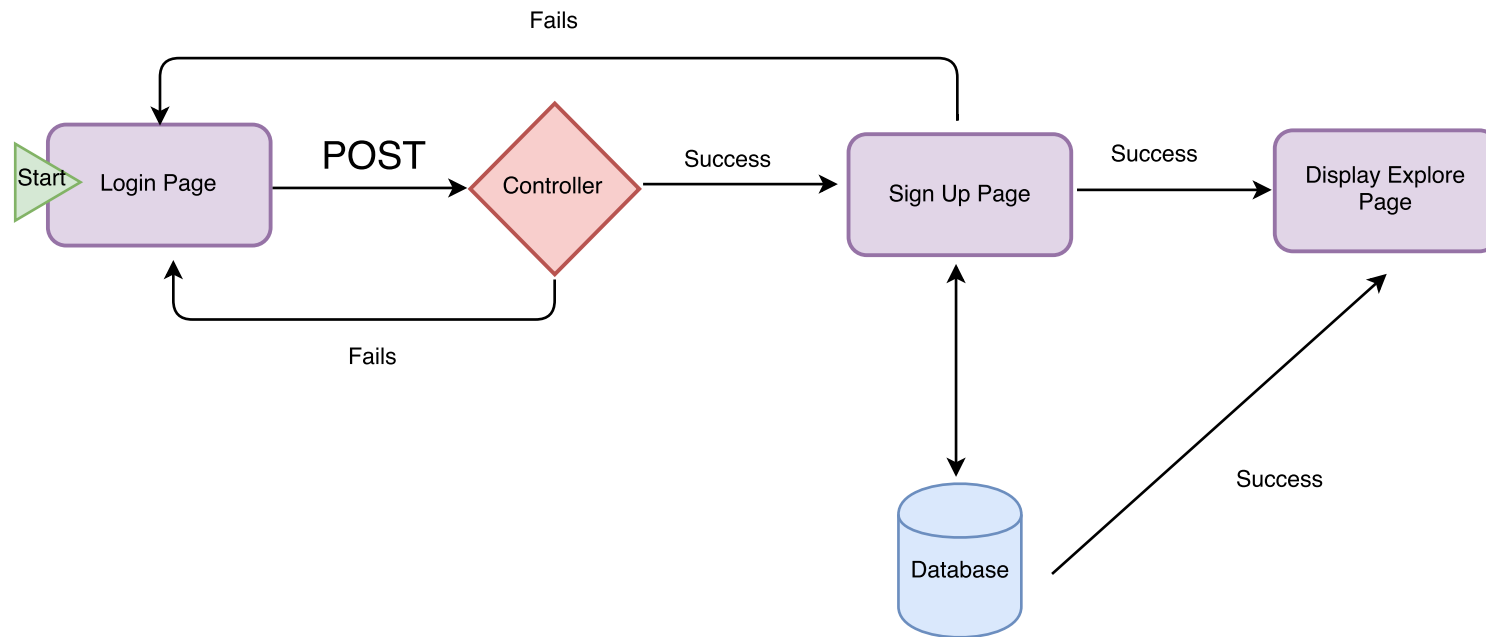 Fails
Start
Login Page
POST
Controller
Success
Sign Up Page
Success
Display Explore
Page
Fails
Success
Database